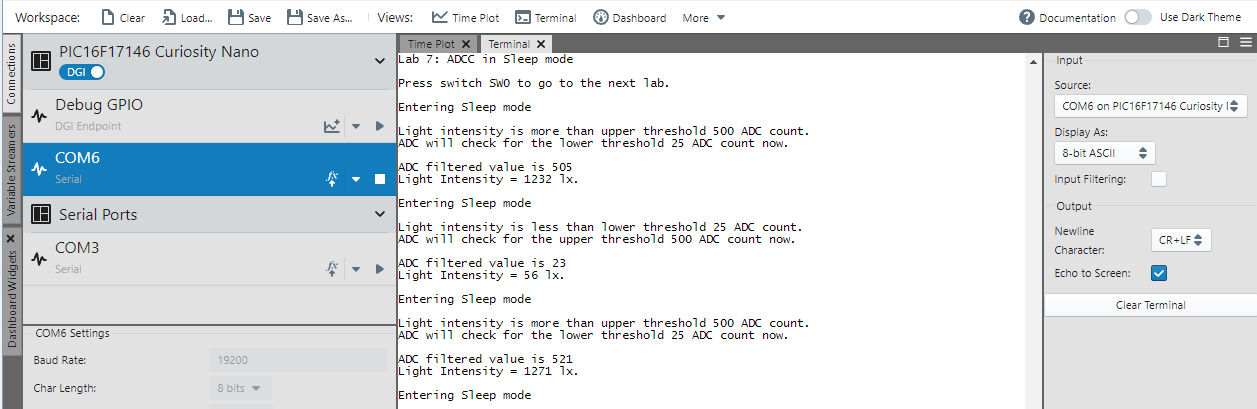 Workspace: Clear Load... Save Save As... Views: Time Plot Terminal Dashboard More Documentation Use Dark Theme
Connections
Variable Streamers
Dashboard Widgets
PIC16F17146 Curiosity Nano
DGI
Debug GPIO
DGI Endpoint
COM6
Serial
Serial Ports
COM3
Serial
COM6 Settings
Baud Rate: 19200
Char Length: 8 bits
Time Plot Terminal
Lab 7: ADCC in Sleep mode
Press switch SW0 to go to the next lab.
Entering Sleep mode
Light intensity is more than upper threshold 500 ADC count.
ADC will check for the lower threshold 25 ADC count now.
ADC filtered value is 505
Light Intensity = 1232 lx.
Entering Sleep mode
Light intensity is less than lower threshold 25 ADC count.
ADC will check for the upper threshold 500 ADC count now.
ADC filtered value is 23
Light Intensity = 56 lx.
Entering Sleep mode
Light intensity is more than upper threshold 500 ADC count.
ADC will check for the lower threshold 25 ADC count now.
ADC filtered value is 521
Light Intensity = 1271 lx.
Entering Sleep mode
Input
Source:
COM6 on PIC16F17146 Curiosity
Display As:
8-bit ASCII
Input Filtering:
Output
Newline
Character:
CR+LF
Echo to Screen:
Clear Terminal